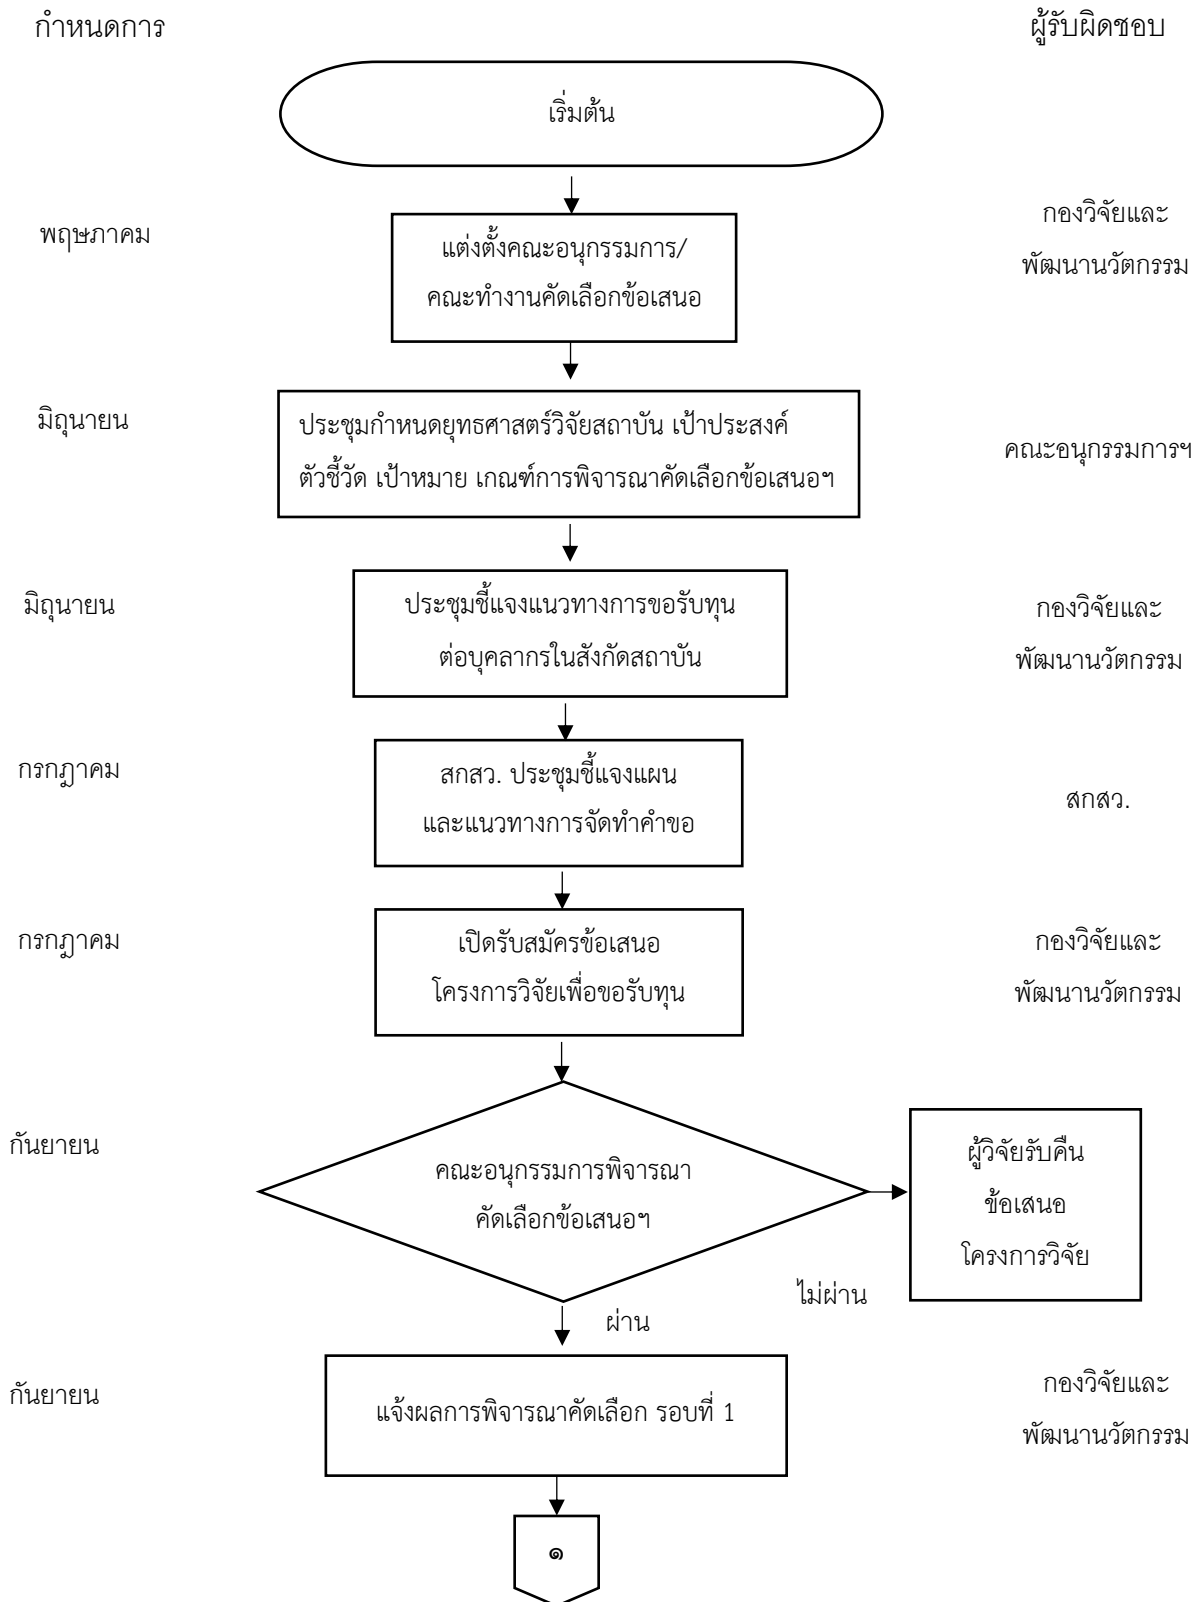 กำหนดการ
ผู้รับผิดชอบ
เริ่มต้น
พฤษภาคม
แต่งตั้งคณะอนุกรรมการ/
คณะทำงานคัดเลือกข้อเสนอ
กองวิจัยและ
พัฒนานวัตกรรม
มิถุนายน
ประชุมกำหนดยุทธศาสตร์วิจัยสถาบัน เป้าประสงค์
ตัวชี้วัด เป้าหมาย เกณฑ์การพิจารณาคัดเลือกข้อเสนอฯ
คณะอนุกรรมการฯ
มิถุนายน
ประชุมชี้แจงแนวทางการขอรับทุน
ต่อบุคลากรในสังกัดสถาบัน
กองวิจัยและ
พัฒนานวัตกรรม
กรกฎาคม
สกสว. ประชุมชี้แจงแผน
และแนวทางการจัดทำคำขอ
สกสว.
กรกฎาคม
เปิดรับสมัครข้อเสนอ
โครงการวิจัยเพื่อขอรับทุน
กองวิจัยและ
พัฒนานวัตกรรม
กันยายน
คณะอนุกรรมการพิจารณา
คัดเลือกข้อเสนอฯ
ผู้วิจัยรับคืน
ข้อเสนอ
โครงการวิจัย
ไม่ผ่าน
ผ่าน
กันยายน
แจ้งผลการพิจารณาคัดเลือก รอบที่ 1
กองวิจัยและ
พัฒนานวัตกรรม
๑